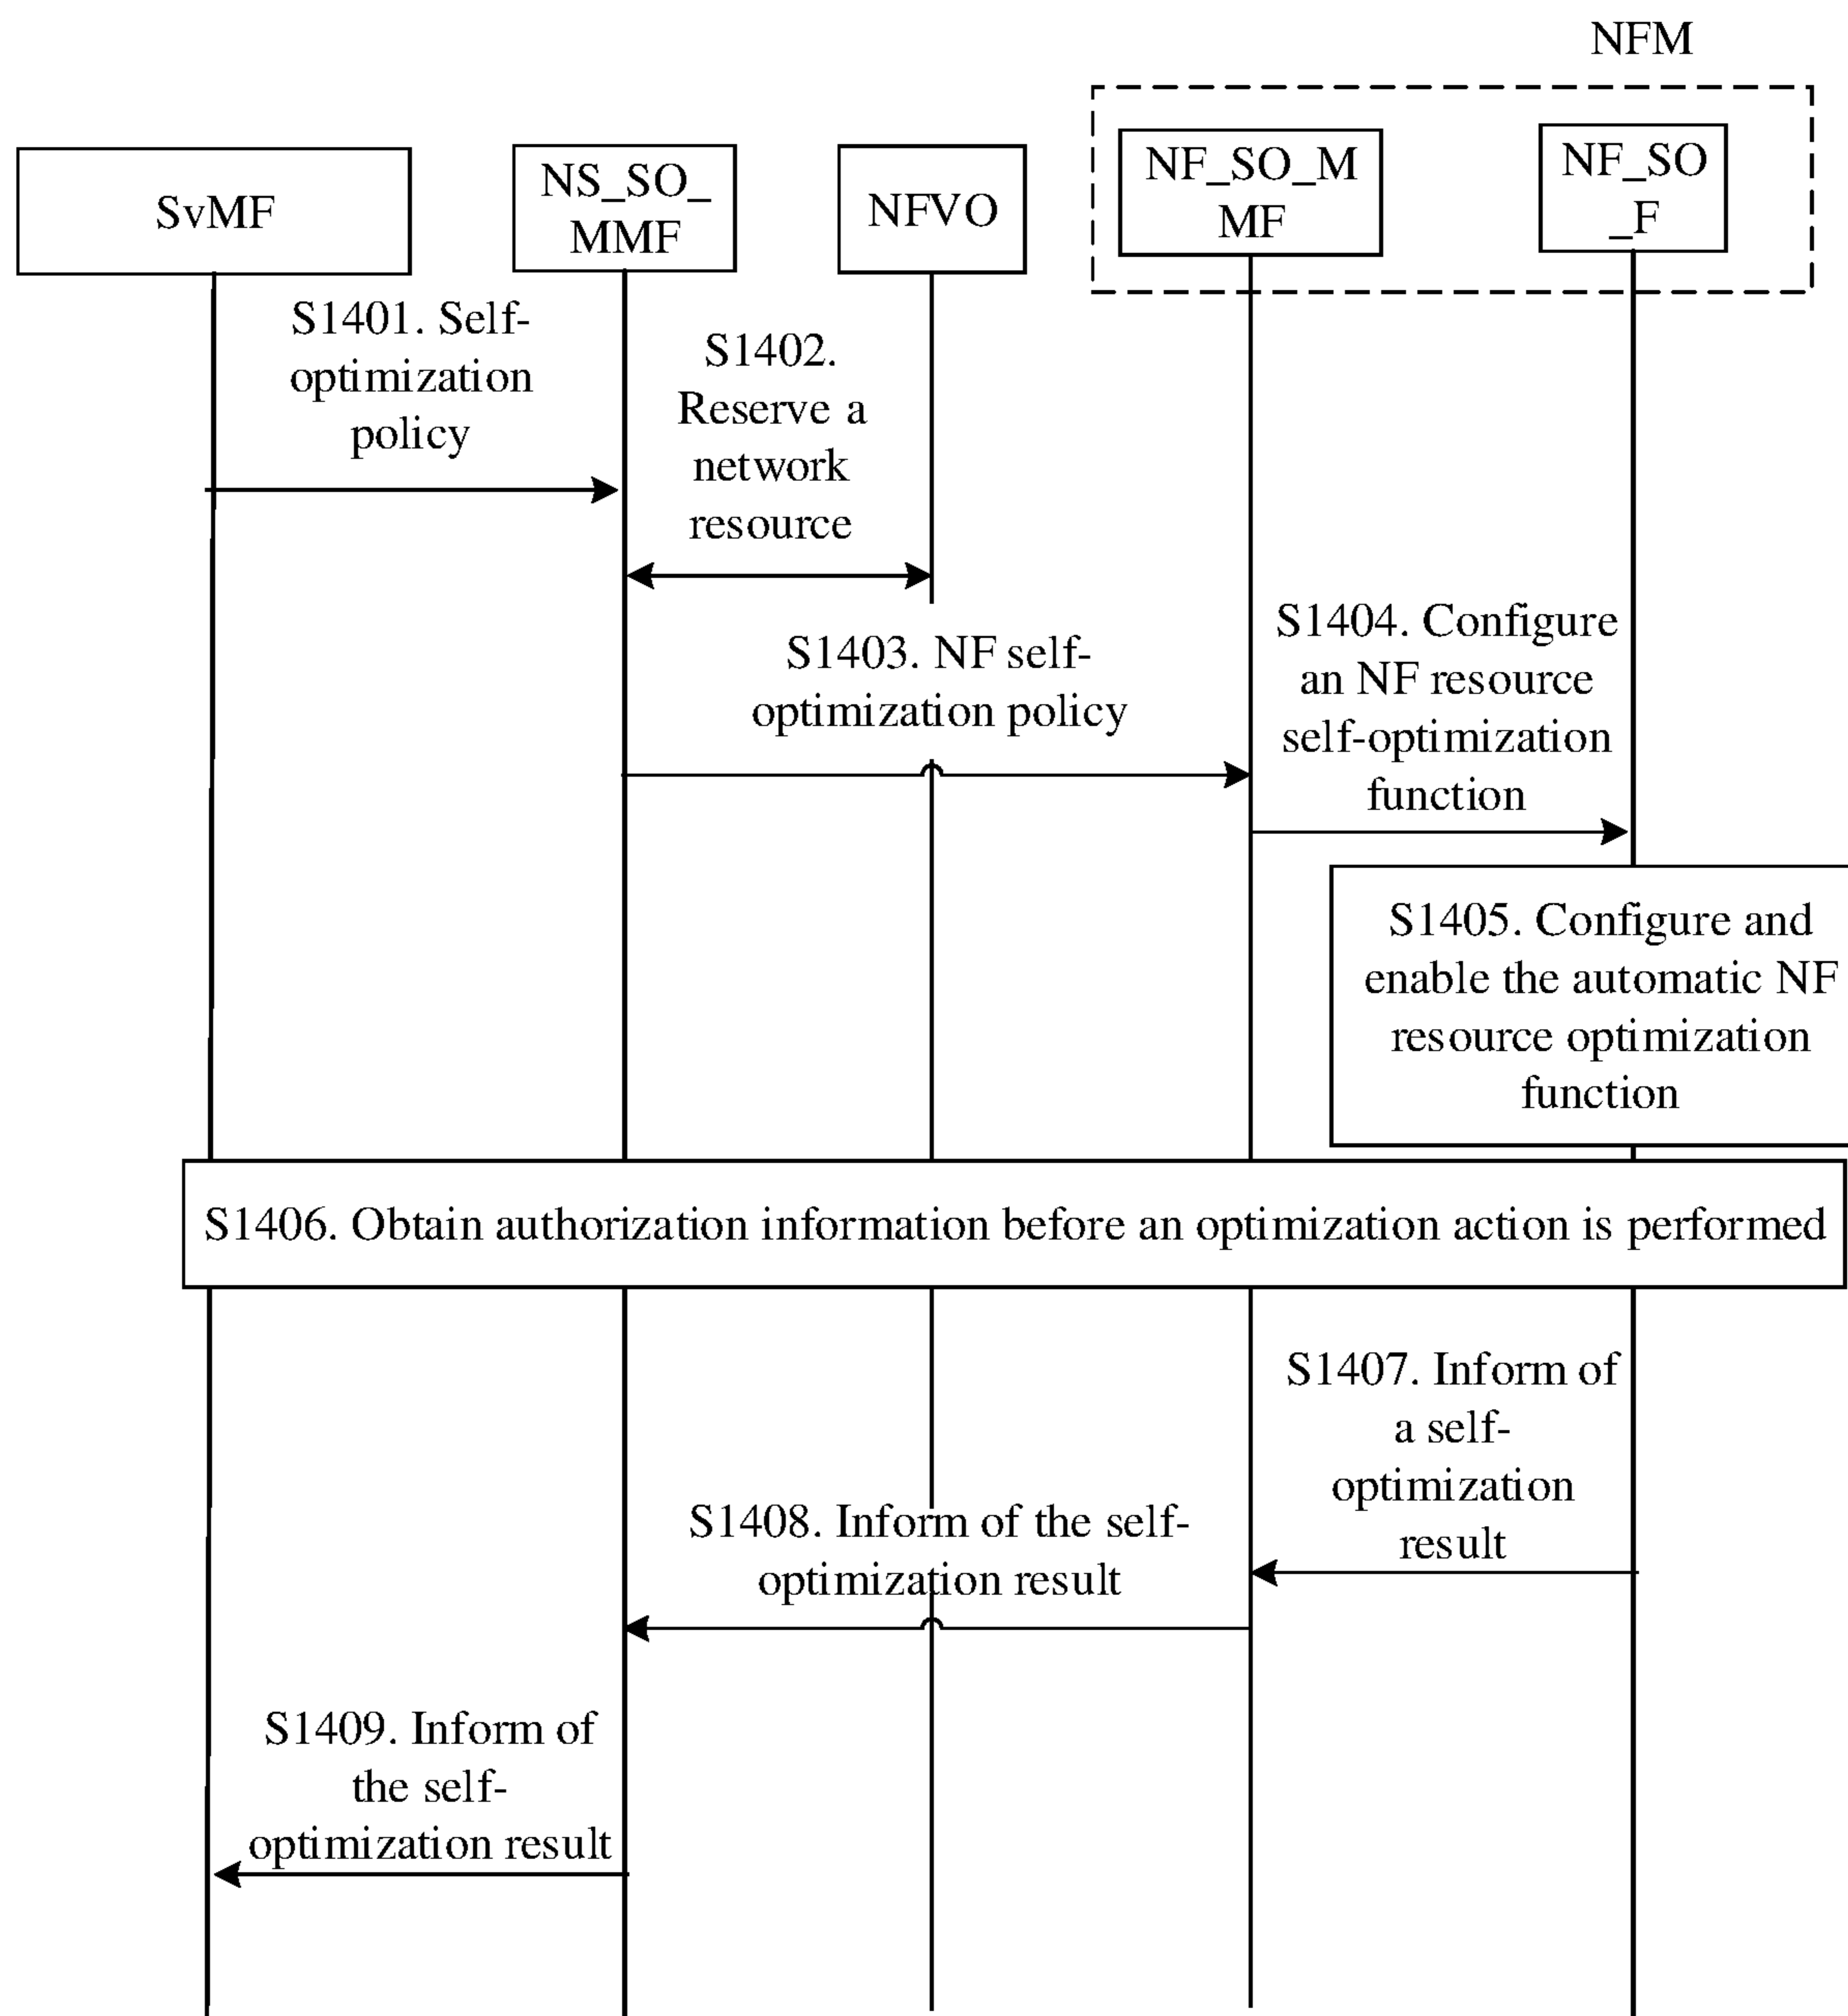 NFM
SvMF
NS_SO_
MMF
NFVO
NF_SO_M
MF
NF_SO
_F
S1401. Self-
optimization
policy
S1402.
Reserve a
network
resource
S1403. NF self-
optimization policy
S1404. Configure
an NF resource
self-optimization
function
S1405. Configure and
enable the automatic NF
resource optimization
function
S1406. Obtain authorization information before an optimization action is performed
S1407. Inform of
a self-
optimization
result
S1408. Inform of the self-
optimization result
S1409. Inform of
the self-
optimization result